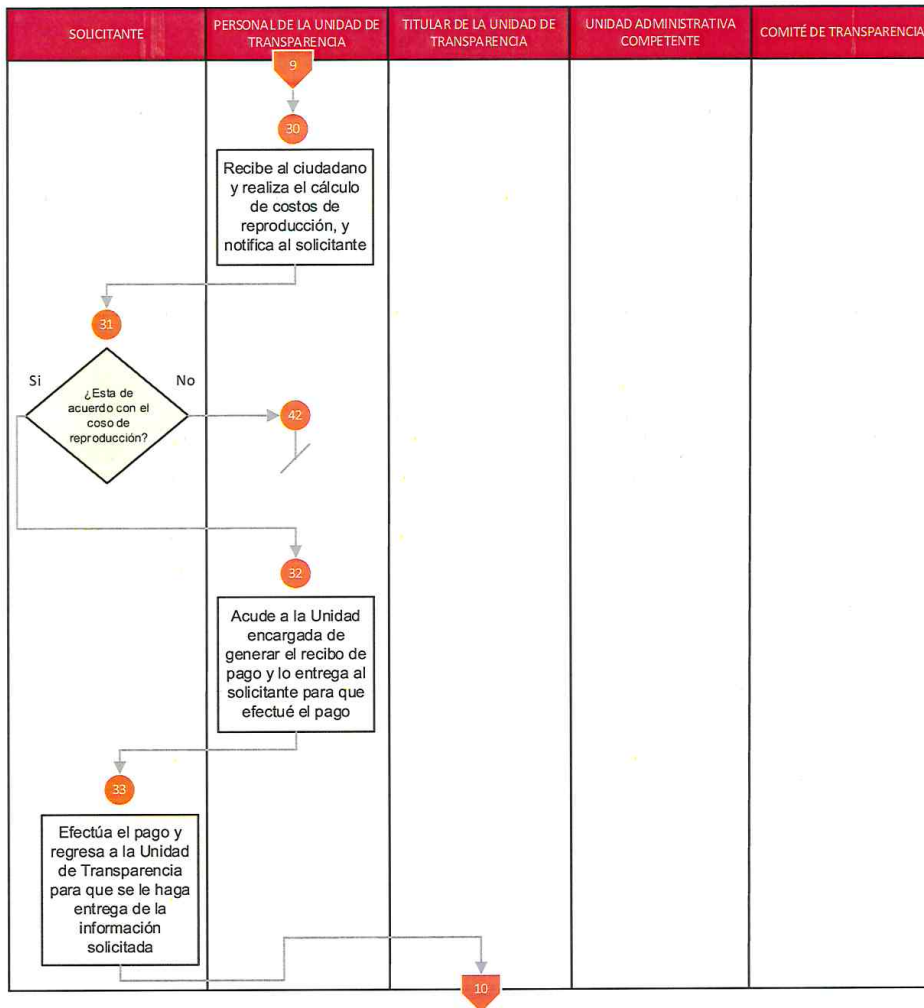 SOLICITANTE
PERSONAL DE LA UNIDAD DE
TRANSPARENCIA
TITULAR DE LA UNIDAD DE
TRANSPARENCIA
UNIDAD ADMINISTRATIVA
COMPETENTE
COMITÉ DE TRANSPARENCIA
9
30
Recibe al ciudadano
y realiza el cálculo
de costos de
reproducción, y
notifica al solicitante
31
Si
No
¿Esta de
acuerdo con el
coso de
reproducción?
42
32
Acude a la Unidad
encargada de
generar el recibo de
pago y lo entrega al
solicitante para que
efectué el pago
33
Efectúa el pago y
regresa a la Unidad
de Transparencia
para que se le haga
entrega de la
información
solicitada
10